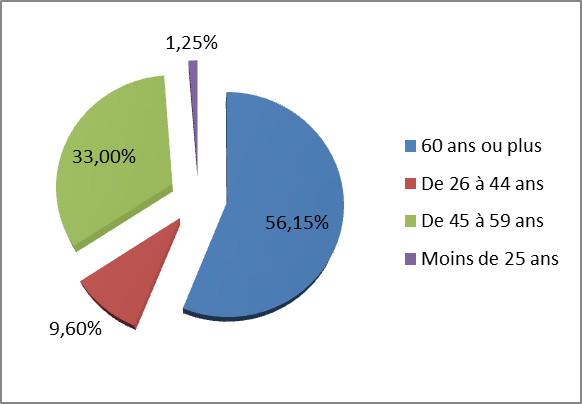 1,25%
33,00%
56,15%
9,60%
60 ans ou plus
De 26 à 44 ans
De 45 à 59 ans
Moins de 25 ans